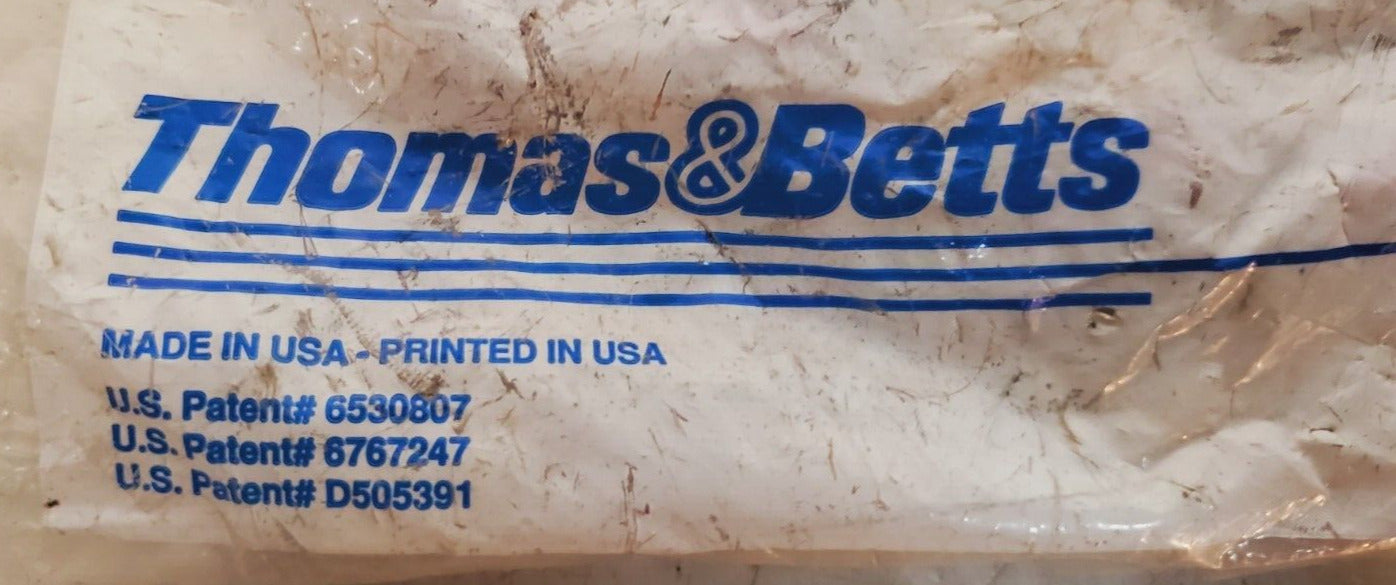 Thomas&Betts
MADE IN USA - PRINTED IN USA
U.S. Patent# 6530807
U.S. Patent# 6767247
U.S. Patent# D505391